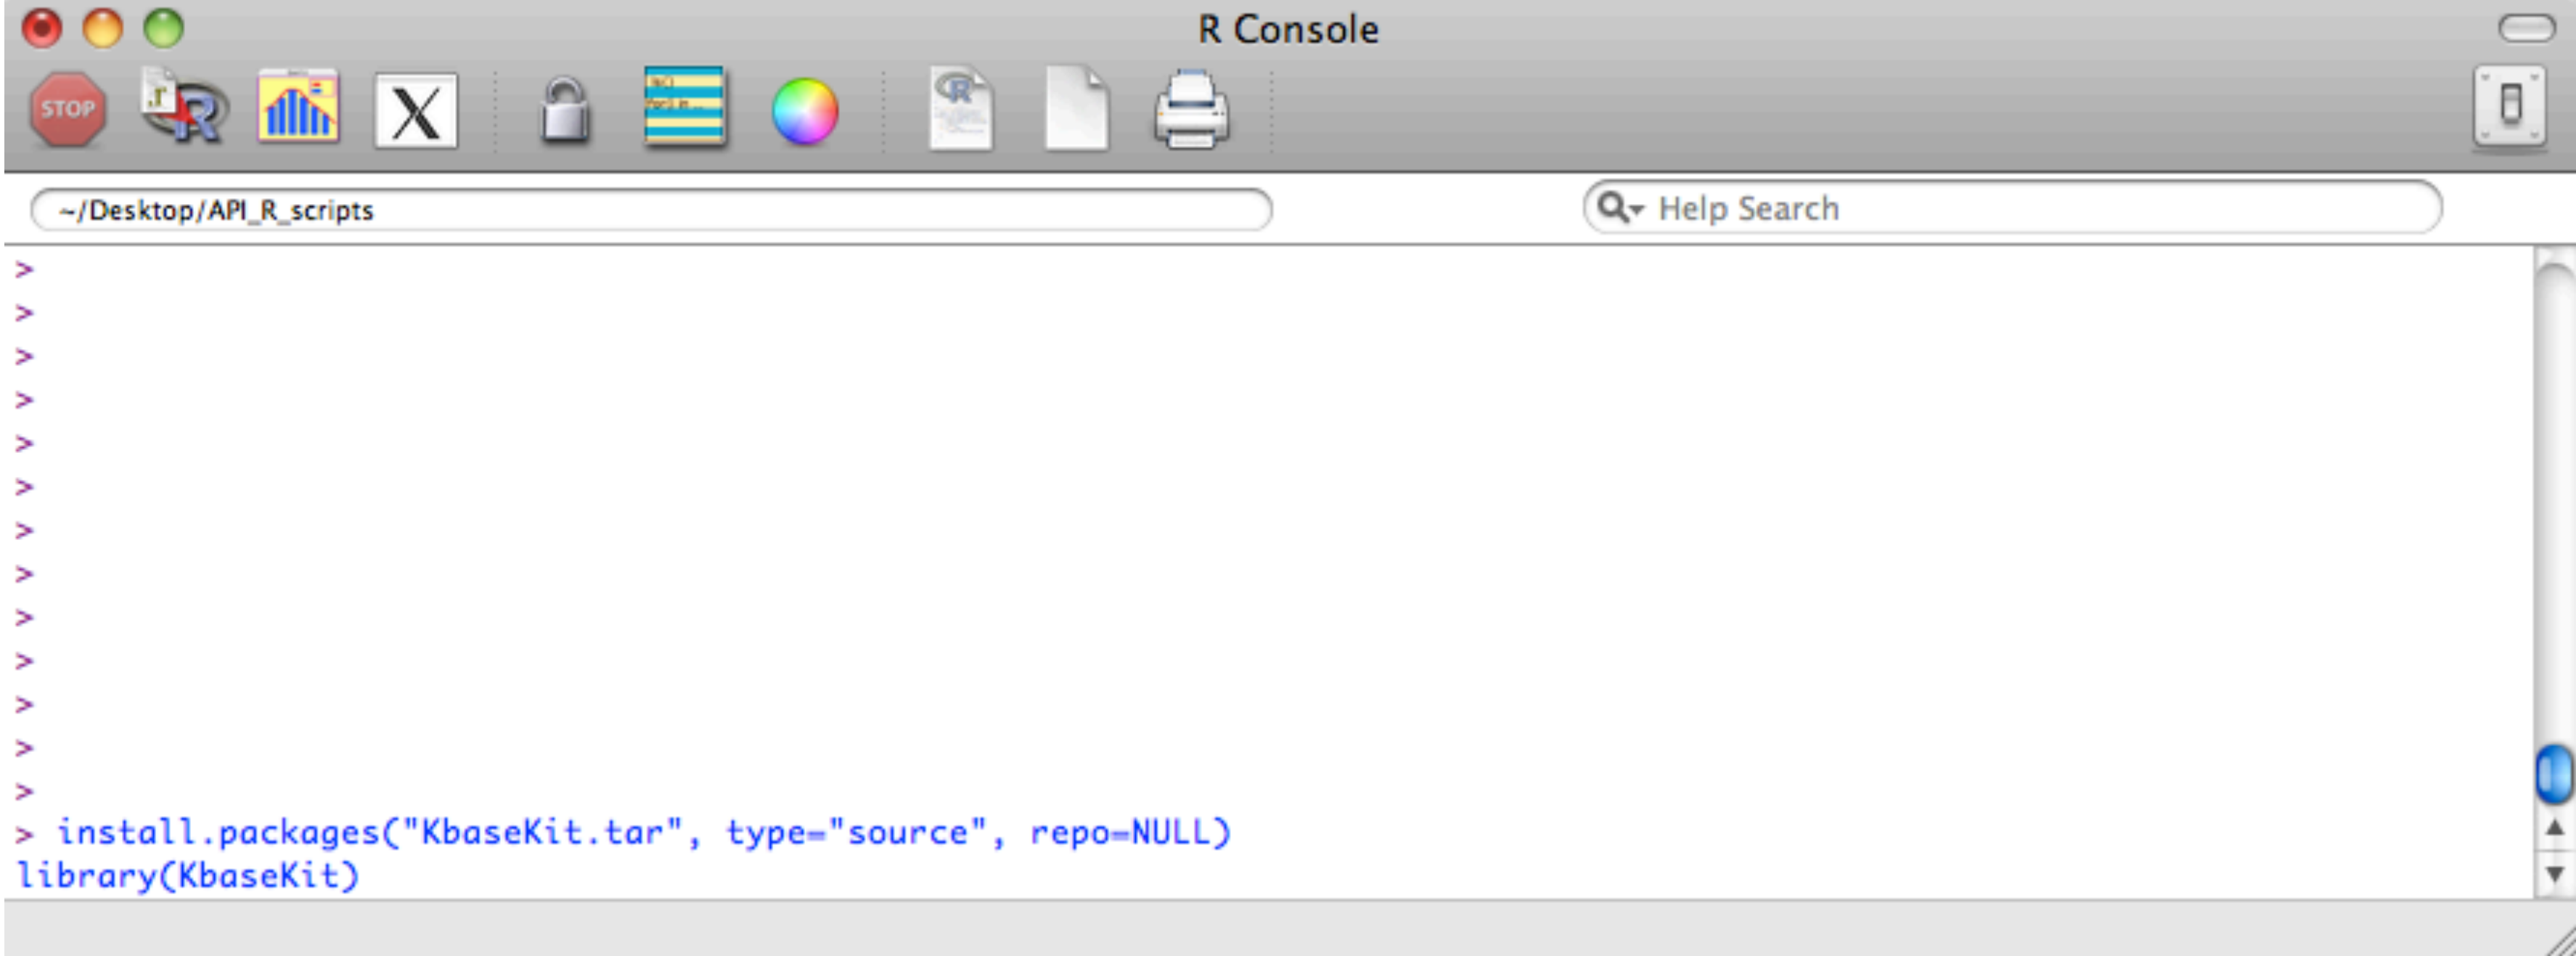 R Console
STOP
X
~/Desktop/API_R_scripts
Help Search
>
>
>
>
>
>
>
>
>
>
>
>
>
> install.packages("KbaseKit.tar", type="source", repo=NULL)
library(KbaseKit)